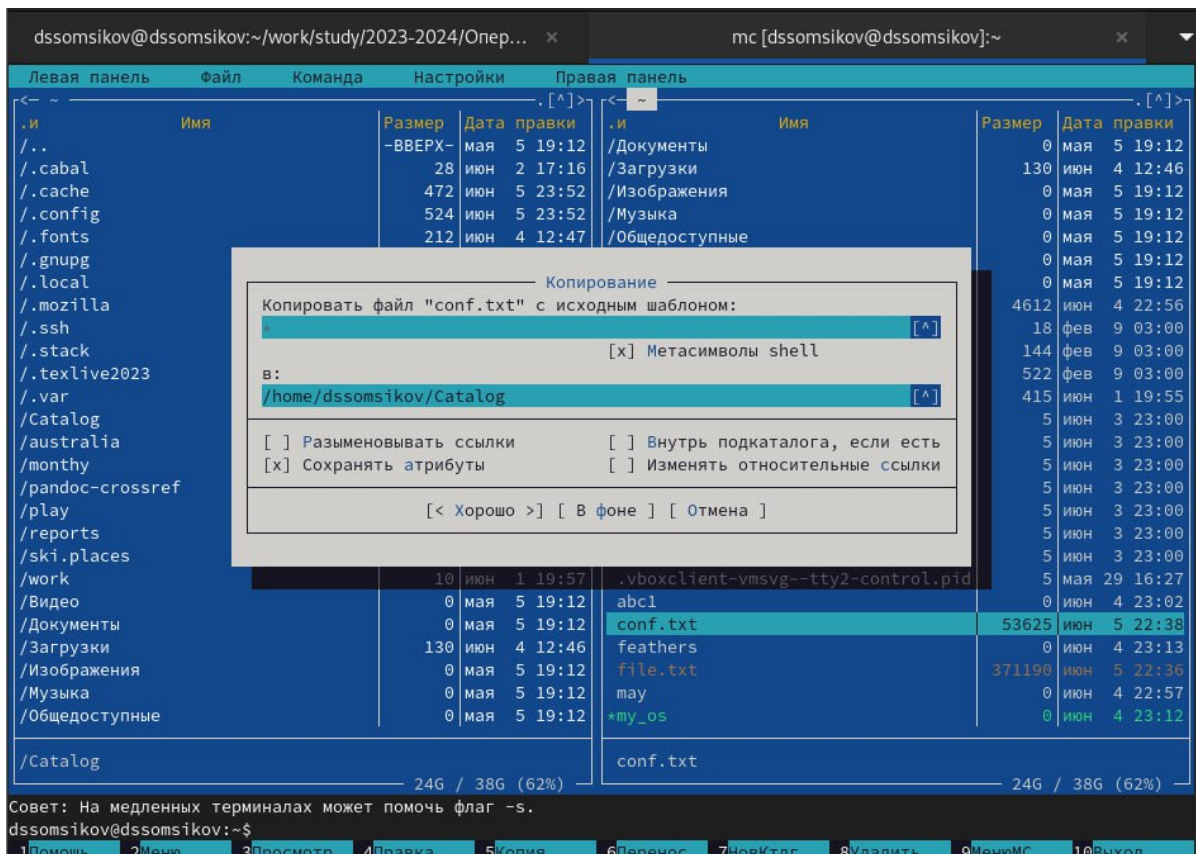 dssomsikov@dssomsikov:~/work/study/2023-2024/Опер... × mc [dssomsikov@dssomsikov]:~ ×
Левая панель Файл Команда Настройки Правая панель
<— ~ .[^]> <— ~ .[^]>
.и Имя Размер Дата правки .и Имя Размер Дата правки
/.. -ВВЕРХ- мая 5 19:12 /Документы 0 мая 5 19:12
/.cabal 28 июн 2 17:16 /Загрузки 130 июн 4 12:46
/.cache 472 июн 5 23:52 /Изображения 0 мая 5 19:12
/.config 524 июн 5 23:52 /Музыка 0 мая 5 19:12
/.fonts 212 июн 4 12:47 /Общедоступные 0 мая 5 19:12
/.gnupg 0 мая 5 19:12
/.local Копирование 0 мая 5 19:12
/.mozilla Копировать файл "conf.txt" с исходным шаблоном: 4612 июн 4 22:56
/.ssh * [^] 18 фев 9 03:00
/.stack [x] Метасимволы shell 144 фев 9 03:00
/.texlive2023 в: 522 фев 9 03:00
/.var /home/dssomsikov/Catalog [^] 415 июн 1 19:55
/Catalog 5 июн 3 23:00
/australia [ ] Разыменовывать ссылки [ ] Внутрь подкаталога, если есть 5 июн 3 23:00
/monthy [x] Сохранять атрибуты [ ] Изменять относительные ссылки 5 июн 3 23:00
/pandoc-crossref 5 июн 3 23:00
/play [< Хорошо >] [ В фоне ] [ Отмена ] 5 июн 3 23:00
/reports 5 июн 3 23:00
/ski.places 5 июн 3 23:00
/work 10 июн 1 19:57 .vboxclient-vmsvg~-tty2-control.pid 5 мая 29 16:27
/Видео 0 мая 5 19:12 abc1 0 июн 4 23:02
/Документы 0 мая 5 19:12 conf.txt 53625 июн 5 22:38
/Загрузки 130 июн 4 12:46 feathers 0 июн 4 23:13
/Изображения 0 мая 5 19:12 file.txt 371190 июн 5 22:36
/Музыка 0 мая 5 19:12 may 0 июн 4 22:57
/Общедоступные 0 мая 5 19:12 *my_os 0 июн 4 23:12
/Catalog conf.txt
24G / 38G (62%) 24G / 38G (62%)
Совет: На медленных терминалах может помочь флаг -s.
dssomsikov@dssomsikov:~$
1Помощь 2Меню 3Просмотр 4Правка 5Копия 6Перенос 7НовКтлг 8Удалить 9МенюМС 10Выход